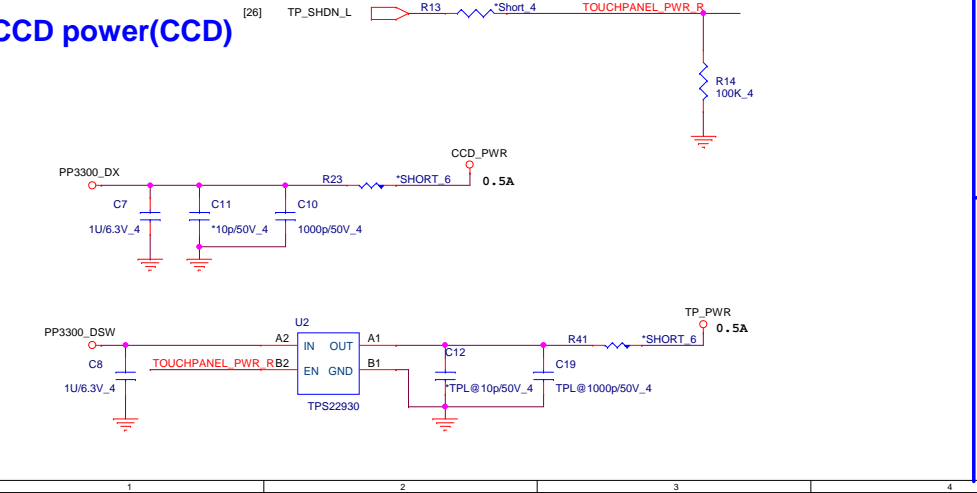 [26] TP_SHDN_L R13 *Short_4 TOUCHPANEL_PWR_R
CCD power(CCD)
R14
100K_4
CCD_PWR
PP3300_DX
R23 *SHORT_6 0.5A
C7 C11 C10
1U/6.3V_4 *10p/50V_4 1000p/50V_4
TP_PWR
U2
PP3300_DSW
0.5A
A2 IN OUT A1 R41 *SHORT_6
C12
C8 TOUCHPANEL_PWR_R B2 EN GND B1 C19
1U/6.3V_4 *TPL@10p/50V_4 TPL@1000p/50V_4
TPS22930
1 2 3 4